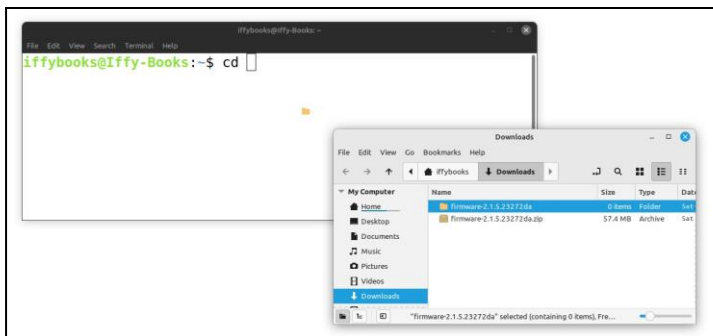 iffybooks@Iffy-Books: ~
File Edit View Search Terminal Help
iffybooks@Iffy-Books:~$ cd
Downloads
File Edit View Go Bookmarks Help
iffybooks Downloads
My Computer
Home
Desktop
Documents
Music
Pictures
Videos
Downloads
Name Size Type Date
firmware-2.1.5.23272da 0 items Folder Sat
firmware-2.1.5.23272da.zip 57.4 MB Archive Sat
"firmware-2.1.5.23272da" selected (containing 0 items), Fre...